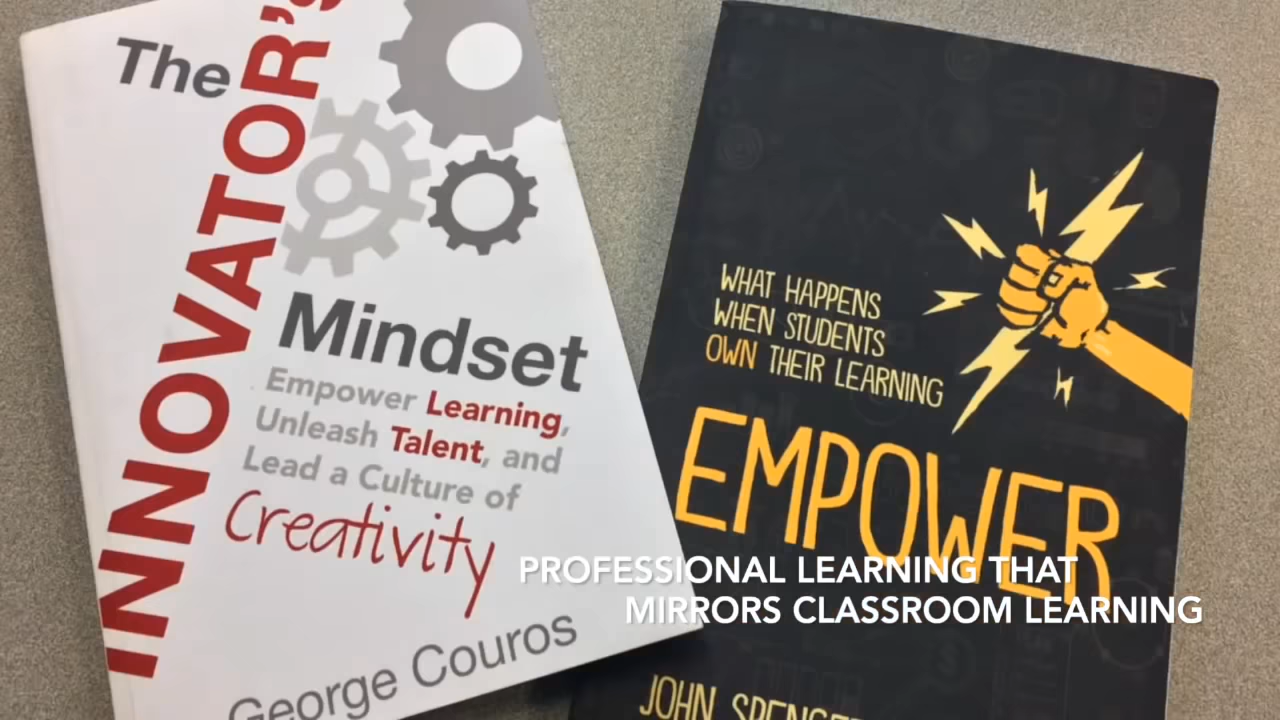 The
INNOVATOR'S
Mindset
Empower Learning,
Unleash Talent, and
Lead a Culture of
Creativity
George Couros
WHAT HAPPENS
WHEN STUDENTS
OWN THEIR LEARNING
EMPOWER
JOHN
PROFESSIONAL LEARNING THAT
MIRRORS CLASSROOM LEARNING